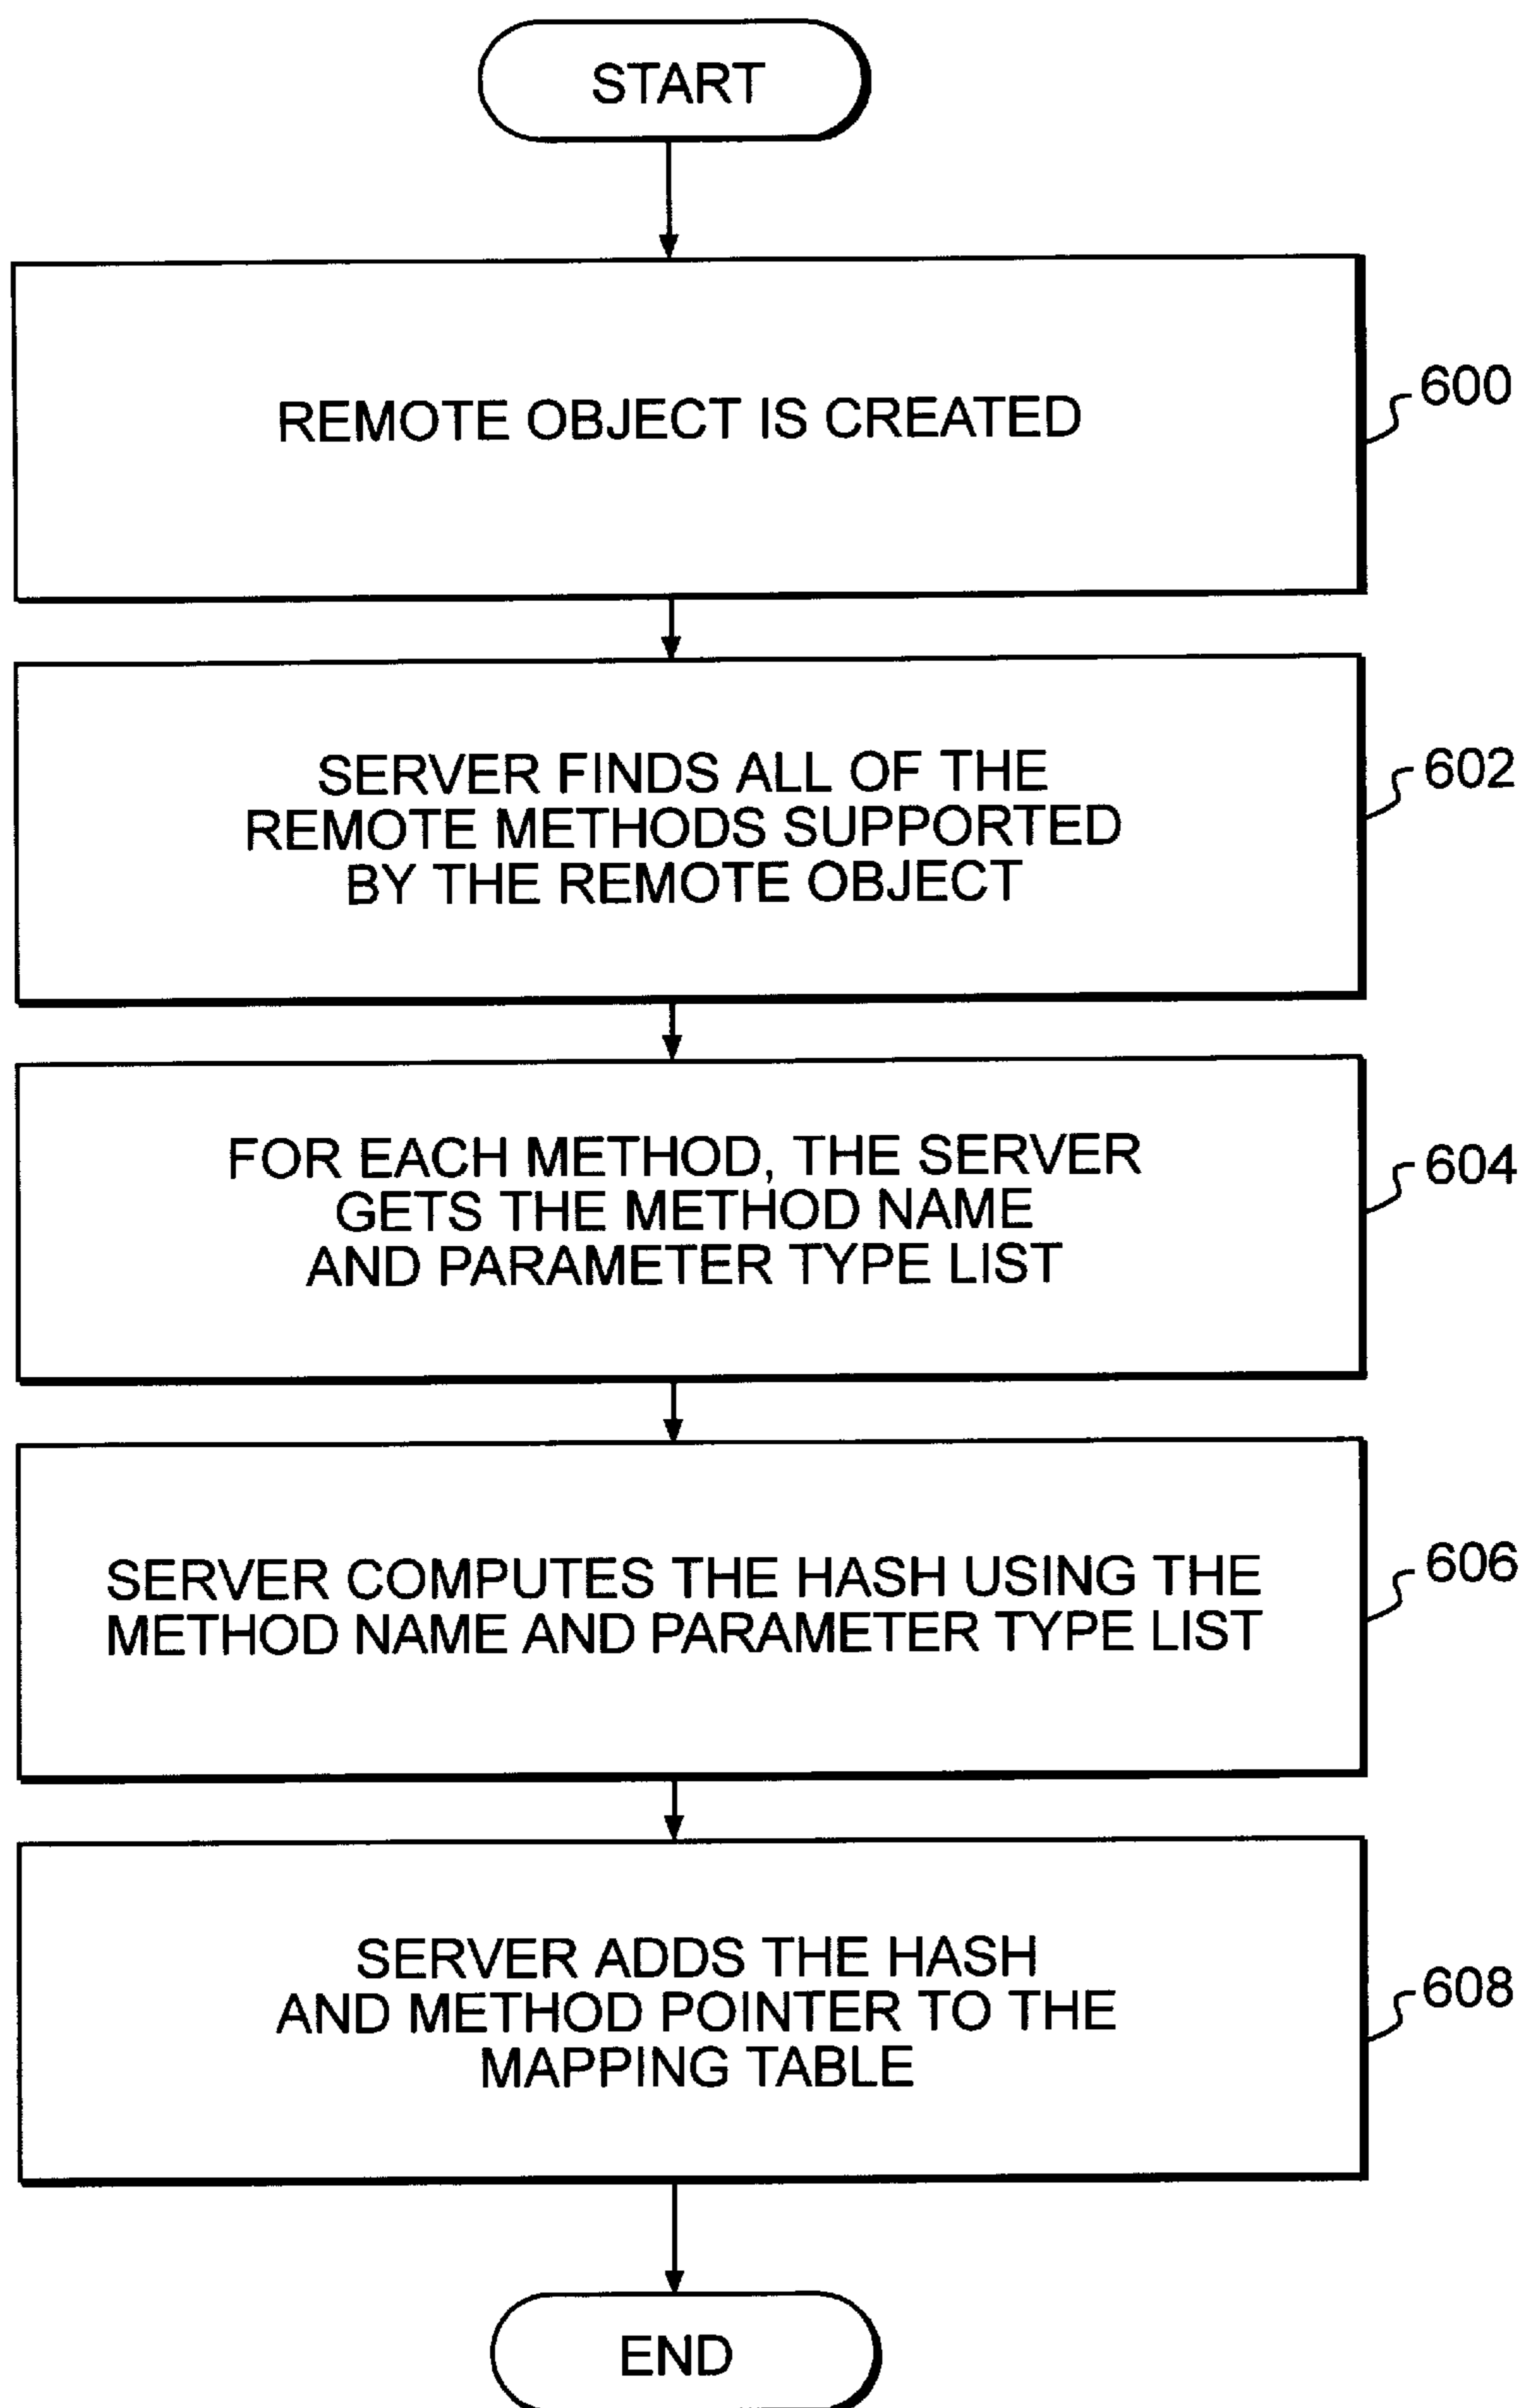 START
REMOTE OBJECT IS CREATED
600
SERVER FINDS ALL OF THE
REMOTE METHODS SUPPORTED
BY THE REMOTE OBJECT
602
FOR EACH METHOD, THE SERVER
GETS THE METHOD NAME
AND PARAMETER TYPE LIST
604
SERVER COMPUTES THE HASH USING THE
METHOD NAME AND PARAMETER TYPE LIST
606
SERVER ADDS THE HASH
AND METHOD POINTER TO THE
MAPPING TABLE
608
END